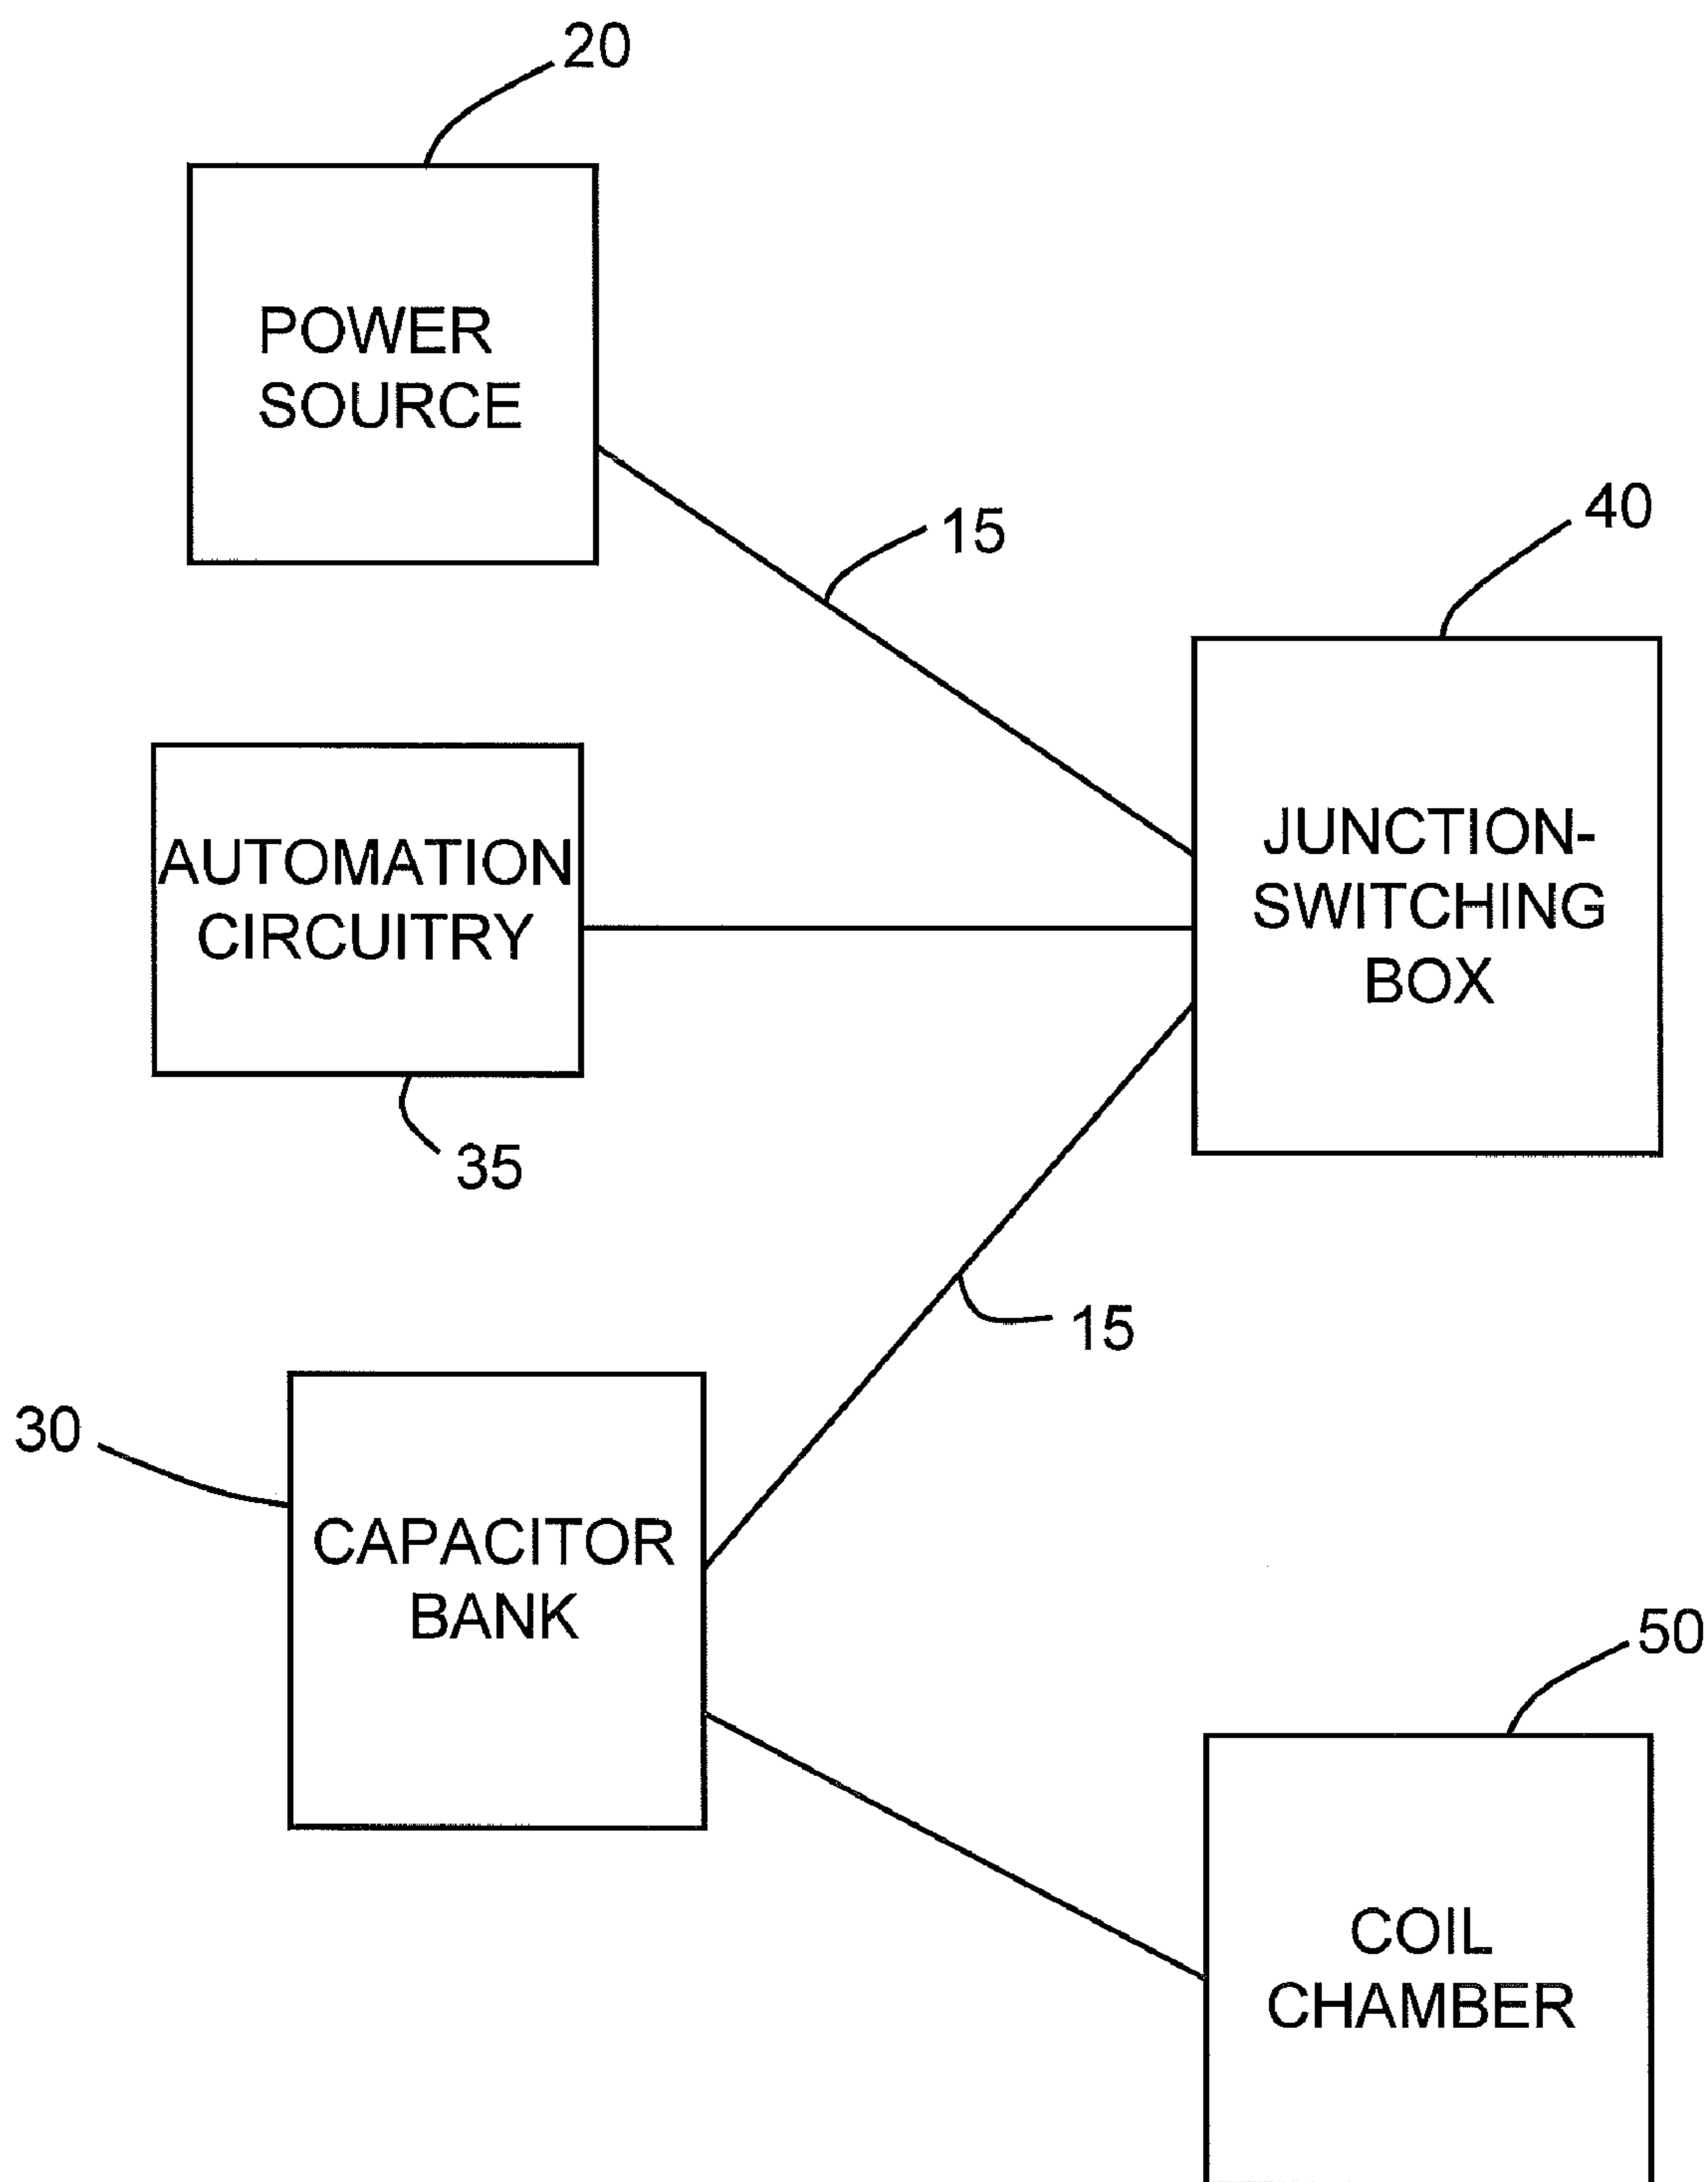 20
POWER
SOURCE
15
40
JUNCTION-
SWITCHING
BOX
AUTOMATION
CIRCUITRY
35
15
30
CAPACITOR
BANK
50
COIL
CHAMBER